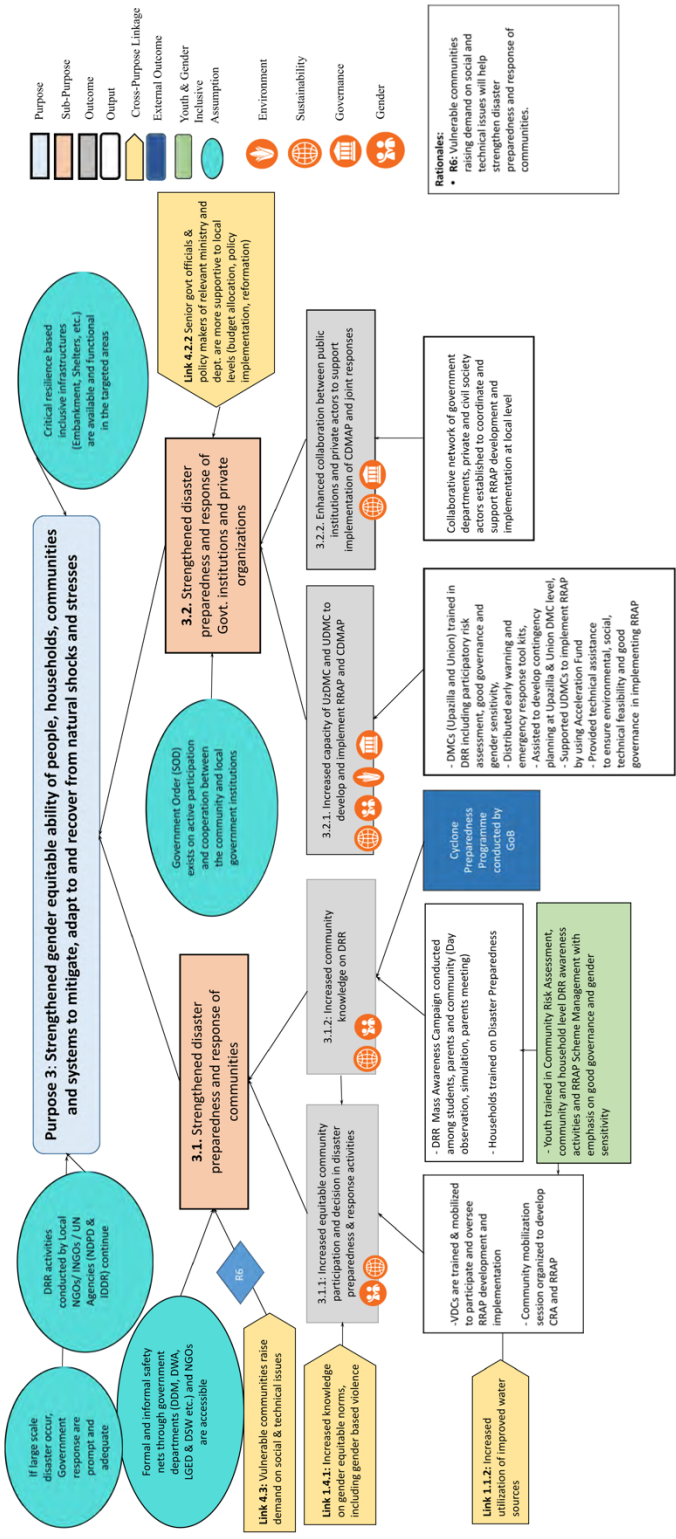 Purpose 3: Strengthened gender equitable ability of people, households, communities
and systems to mitigate, adapt to and recover from natural shocks and stresses
If large scale
disaster occur,
Government
response are
prompt and
adequate
DRR activities
conducted by Local
NGOs/ INGOs / UN
Agencies (NDPD &
IDDR) continue
Critical resilience based
inclusive infrastructures
(Embankment, Shelters, etc.)
are available and functional
in the targeted areas
Formal and informal safety
nets through government
departments (DDM, DWA,
LGED & DSW etc.) and NGOs
are accessible
3.1. Strengthened disaster
preparedness and response of
communities
Government Order (SOD)
exists on active participation
and cooperation between
the community and local
government institutions
3.2. Strengthened disaster
preparedness and response of
Govt. institutions and private
organizations
Link 4.2.2 Senior govt officials &
policy makers of relevant ministry and
dept. are more supportive to local
levels (budget allocation, policy
implementation, reformation)
R6
Link 4.3: Vulnerable communities raise
demand on social & technical issues
Link 1.4.1: Increased knowledge
on gender equitable norms,
including gender based violence
3.1.1: Increased equitable community
participation and decision in disaster
preparedness & response activities
3.1.2: Increased community
knowledge on DRR
3.2.1. Increased capacity of UzDMC and UDMC to
develop and implement RRAP and CDMAP
3.2.2. Enhanced collaboration between public
institutions and private actors to support
implementation of CDMAP and joint responses
Link 1.1.2: Increased
utilization of improved water
sources
-VDCs are trained & mobilized
to participate and oversee
RRAP development and
implementation
- Community mobilization
session organized to develop
CRA and RRAP
- DRR  Mass Awareness Campaign conducted
among students, parents and community (Day
observation, simulation, parents meeting)
- Households trained on Disaster Preparedness
- Youth trained in Community Risk Assessment,
community and household level DRR awareness
activities and RRAP Scheme Management with
emphasis on good governance and gender
sensitivity
Cyclone
Preparedness
Programme
conducted by
GoB
- DMCs (Upazilla and Union) trained in
DRR including participatory risk
assessment, good governance and
gender sensitivity,
- Distributed early warning and
emergency response tool kits,
- Assisted to develop contingency
planning at Upazilla & Union DMC level,
- Supported UDMCs to implement RRAP
by using Acceleration Fund
- Provided technical assistance
to ensure environmental, social,
technical feasibility and good
governance in implementing RRAP
Collaborative network of government
departments, private and civil society
actors established to coordinate and
support RRAP development and
implementation at local level
Purpose
Sub-Purpose
Outcome
Output
Cross-Purpose Linkage
External Outcome
Youth & Gender
Inclusive
Assumption
Environment
Sustainability
Governance
Gender
Rationales:
• R6: Vulnerable communities
raising demand on social and
technical issues will help
strengthen disaster
preparedness and response of
communities.